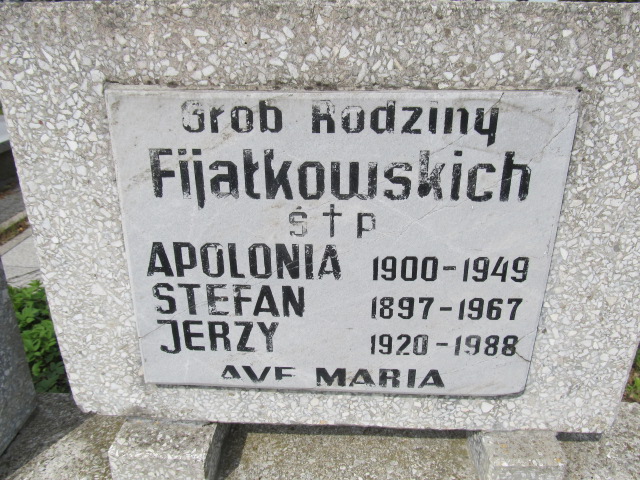 Grob Rodziny
Fijałkowskich
Ś † P
APOLONIA 1900-1949
STEFAN 1897-1967
JERZY 1920-1988
AVE MARIA